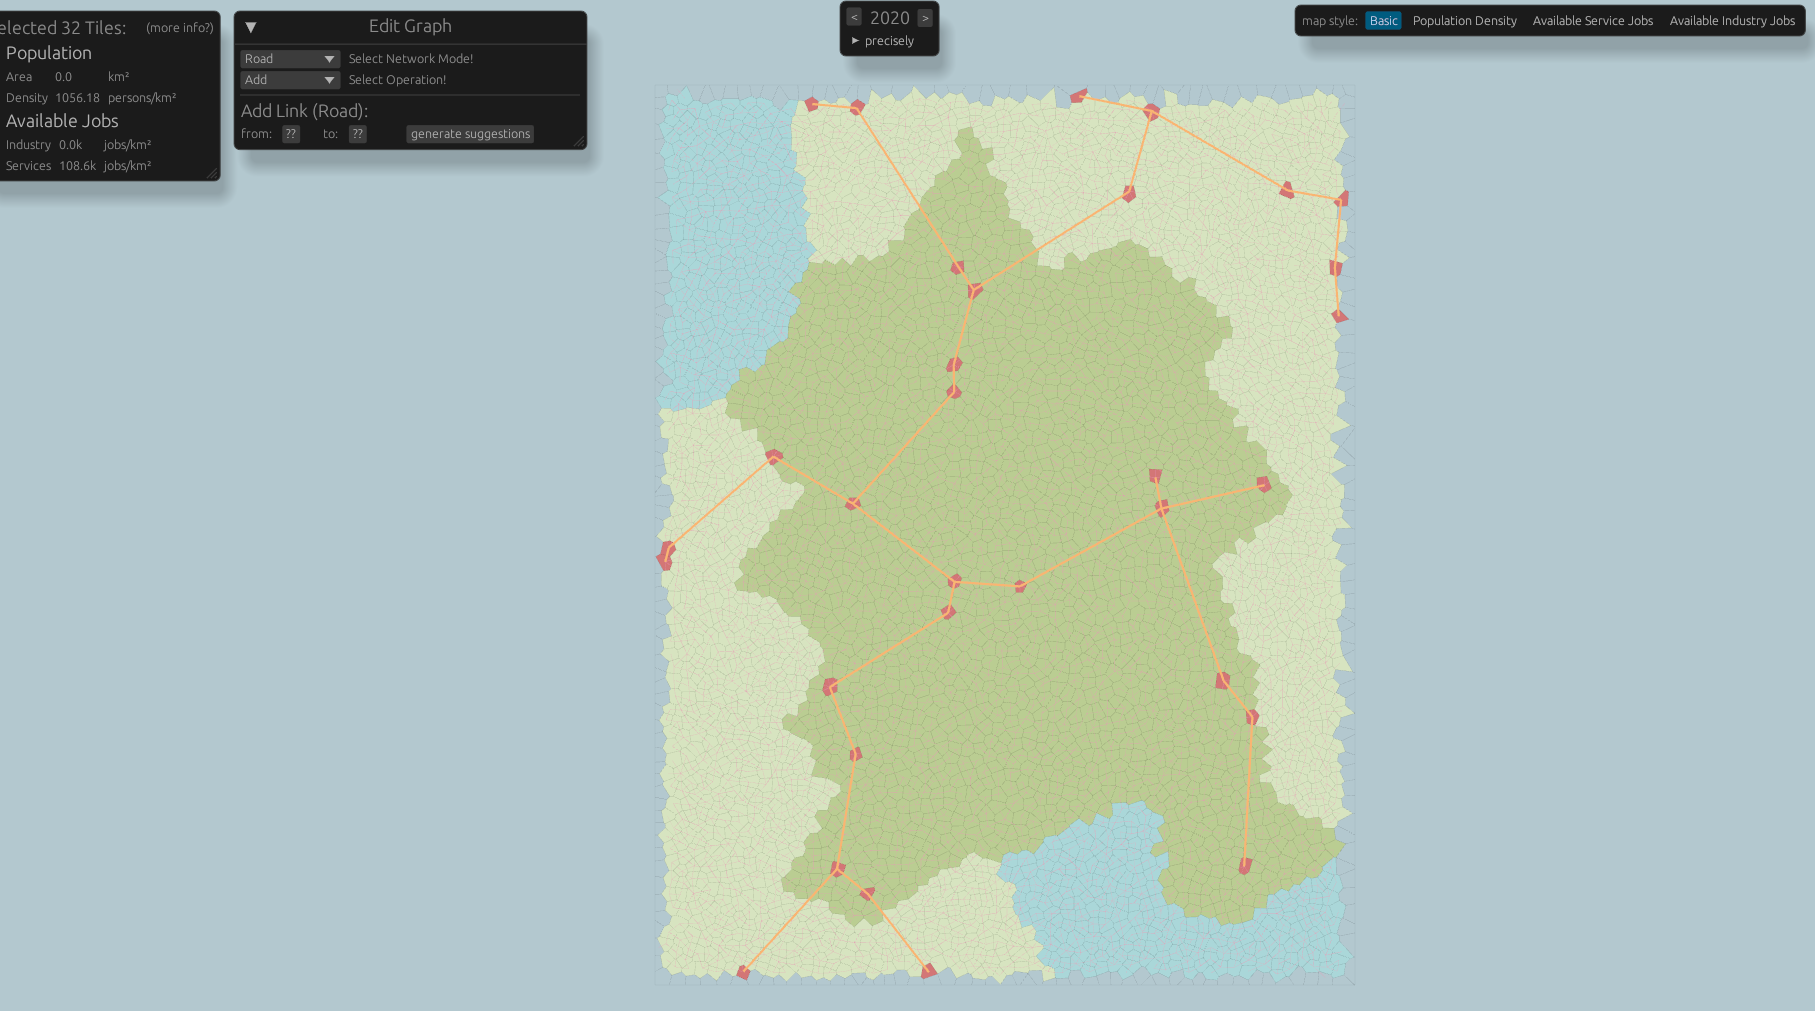 elected 32 Tiles: (more info?)
Population
Area 0.0 km²
Density 1056.18 persons/km²
Available Jobs
Industry 0.0k jobs/km²
Services 108.6k jobs/km²
▼ Edit Graph
Road ▼ Select Network Mode!
Add ▼ Select Operation!
Add Link (Road):
from: ?? to: ?? generate suggestions
< 2020 >
▶ precisely
map style: Basic Population Density Available Service Jobs Available Industry Jobs